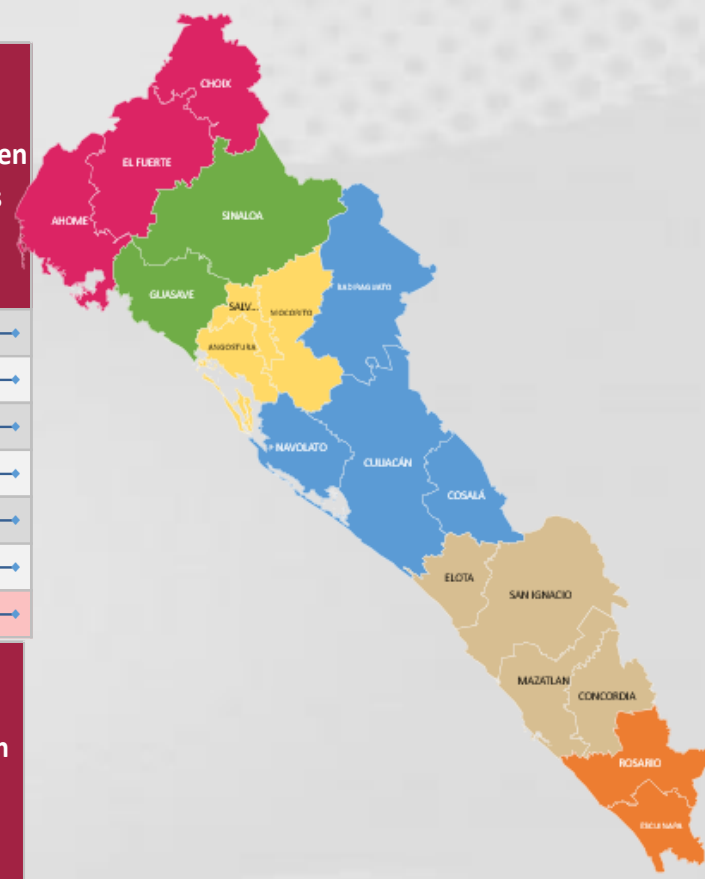 CHOIX
en
EL FUERTE
s
AHOME
SINALOA
BADIRAGUATO
GUASAVE
SALV...
MOCORITO
ANGOSTURA
NAVOLATO
CULIACÁN
COSALÁ
ELOTA
SAN IGNACIO
MAZATLAN
CONCORDIA
n
ROSARIO
ESCUINAPA